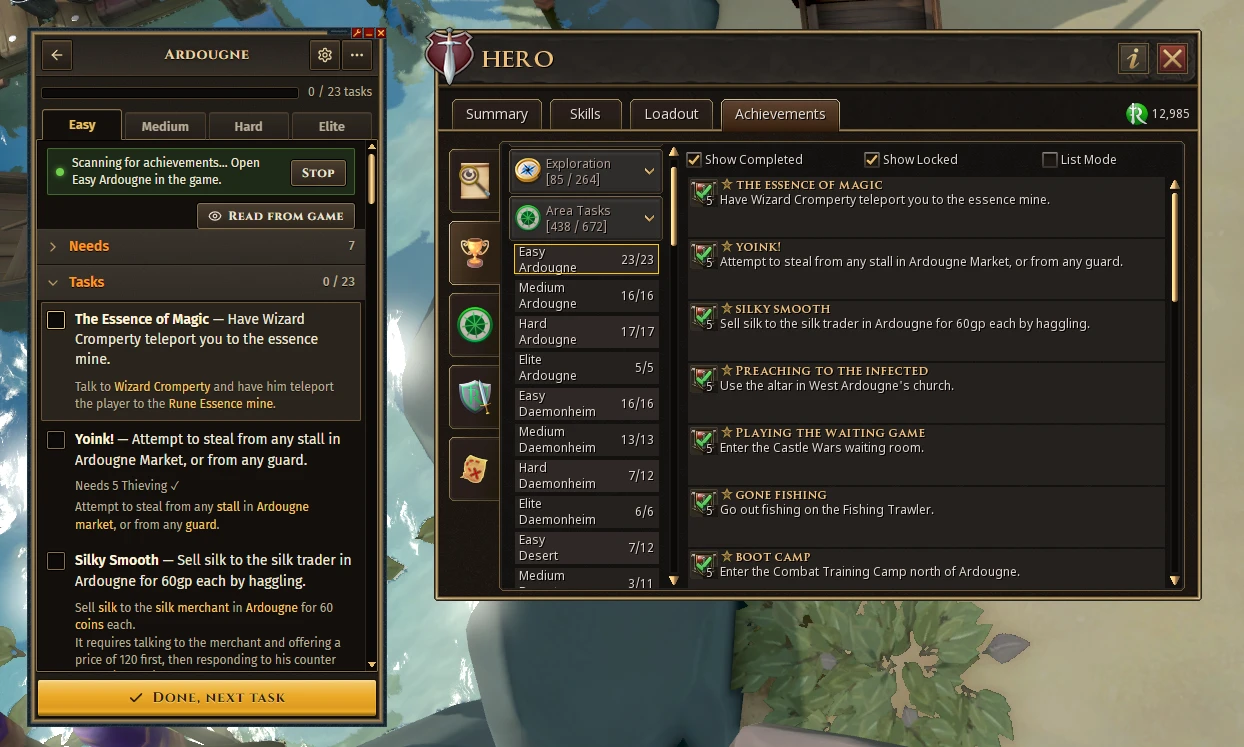 ARDOUGNE
0 / 23 tasks
Easy
Medium
Hard
Elite
Scanning for achievements... Open
Easy Ardougne in the game.
STOP
READ FROM GAME
Needs
7
Tasks
0 / 23
The Essence of Magic — Have Wizard
Cromperty teleport you to the essence
mine.
Talk to Wizard Cromperty and have him teleport
the player to the Rune Essence mine.
Yoink! — Attempt to steal from any stall in
Ardougne Market, or from any guard.
Needs 5 Thieving ✓
Attempt to steal from any stall in Ardougne
market, or from any guard.
Silky Smooth — Sell silk to the silk trader in
Ardougne for 60gp each by haggling.
Sell silk to the silk merchant in Ardougne for 60
coins each.
It requires talking to the merchant and offering a
price of 120 first, then responding to his counter
DONE, NEXT TASK
HERO
Summary
Skills
Loadout
Achievements
12,985
Exploration
[85 / 264]
Area Tasks
[438 / 672]
Easy
Ardougne
23/23
Medium
Ardougne
16/16
Hard
Ardougne
17/17
Elite
Ardougne
5/5
Easy
Daemonheim
16/16
Medium
Daemonheim
13/13
Hard
Daemonheim
7/12
Elite
Daemonheim
6/6
Easy
Desert
7/12
Medium
3/11
Show Completed
Show Locked
List Mode
THE ESSENCE OF MAGIC
5
Have Wizard Cromperty teleport you to the essence mine.
YOINK!
5
Attempt to steal from any stall in Ardougne Market, or from any guard.
SILKY SMOOTH
5
Sell silk to the silk trader in Ardougne for 60gp each by haggling.
PREACHING TO THE INFECTED
5
Use the altar in West Ardougne's church.
PLAYING THE WAITING GAME
5
Enter the Castle Wars waiting room.
GONE FISHING
5
Go out fishing on the Fishing Trawler.
BOOT CAMP
5
Enter the Combat Training Camp north of Ardougne.